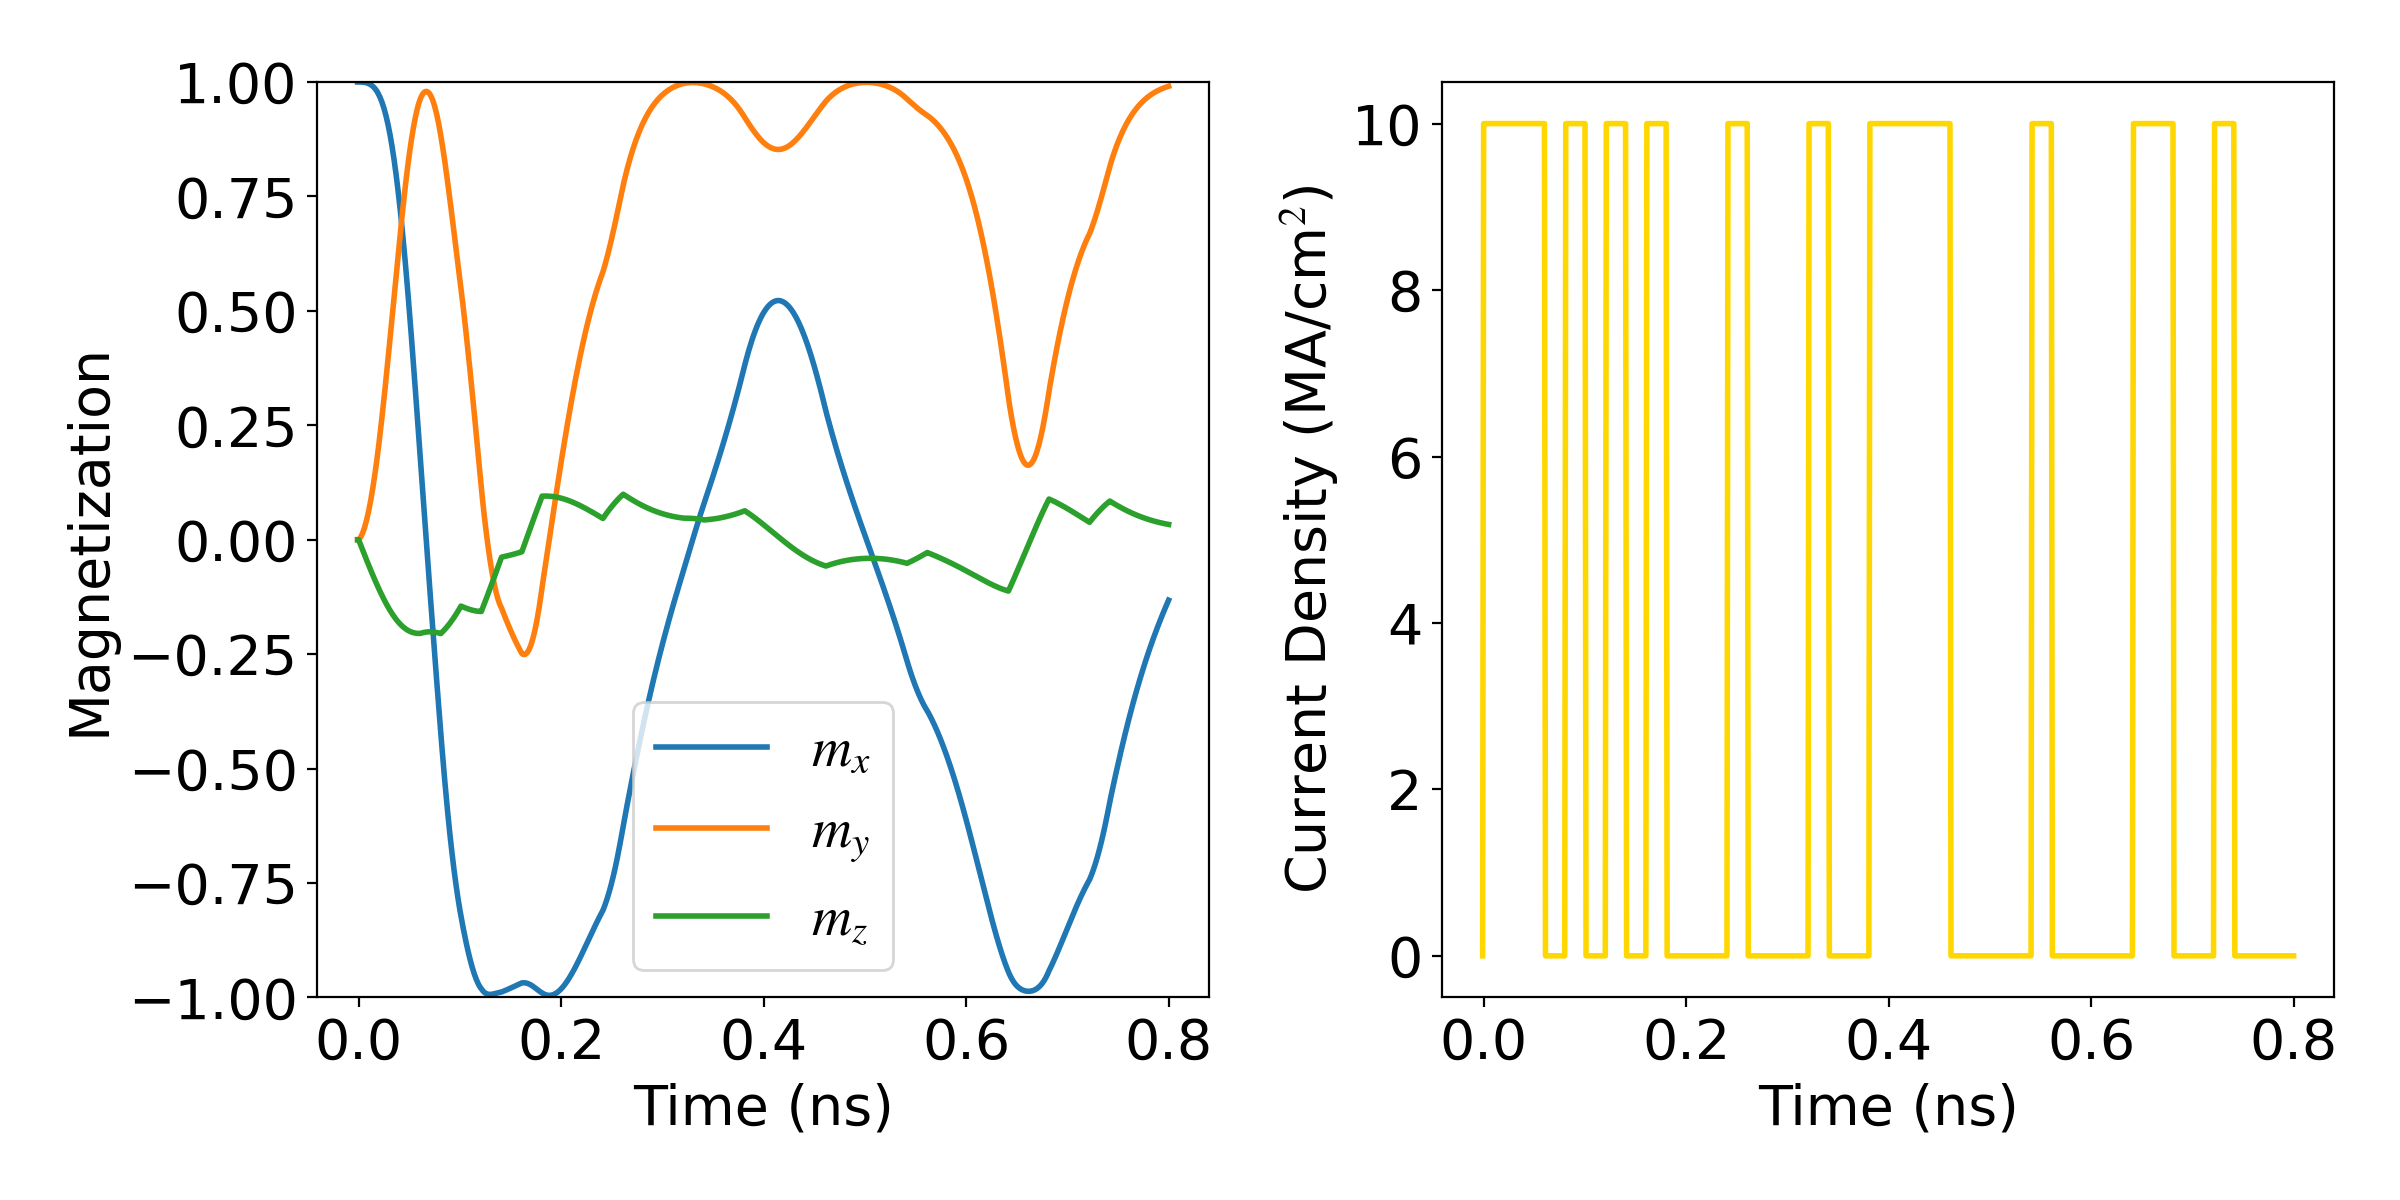 Magnetization
1.00
0.75
0.50
0.25
0.00
−0.25
−0.50
−0.75
−1.00
0.0 0.2 0.4 0.6 0.8
Time (ns)
m_x
m_y
m_z
Current Density (MA/cm²)
10
8
6
4
2
0
0.0 0.2 0.4 0.6 0.8
Time (ns)